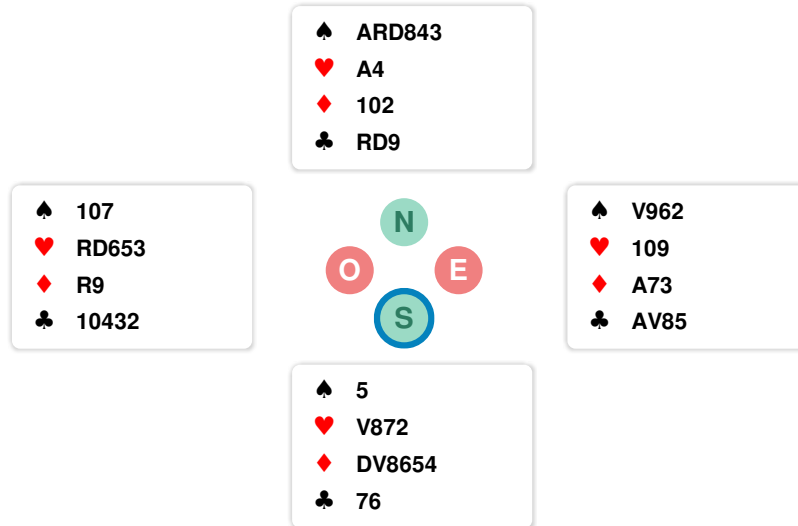 ♠ ARD843
♥ A4
♦ 102
♣ RD9
♠ 107
♥ RD653
♦ R9
♣ 10432
N
O
E
S
♠ V962
♥ 109
♦ A73
♣ AV85
♠ 5
♥ V872
♦ DV8654
♣ 76